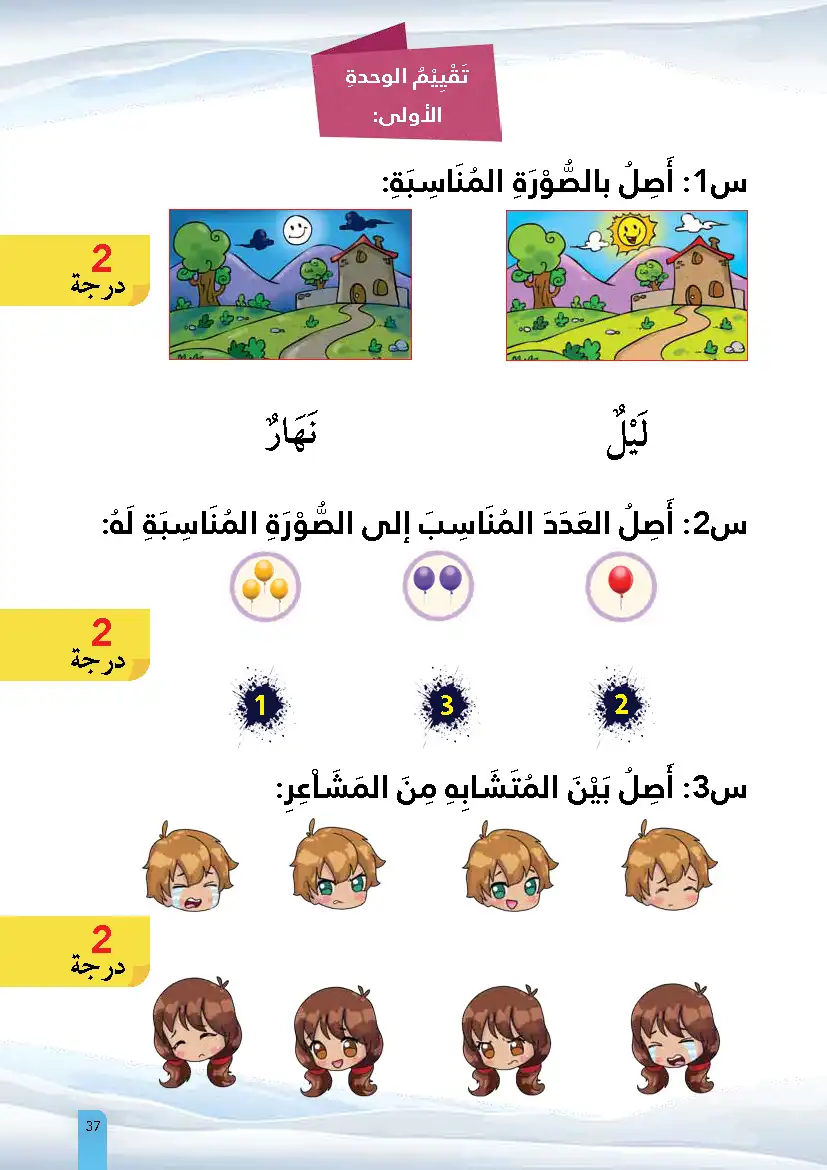 تَقْيِيْمُ الوحدةِ
الأولى:
س1: أَصِلُ بالصُّوْرَةِ المُنَاسِبَةِ:
2
درجة
لَيْلٌ
نَهَارٌ
س2: أَصِلُ العَدَدَ المُنَاسِبَ إلى الصُّوْرَةِ المُنَاسِبَةِ لَهُ:
2
درجة
2
3
1
س3: أَصِلُ بَيْنَ المُتَشَابِهِ مِنَ المَشَاْعِرِ:
2
درجة
37